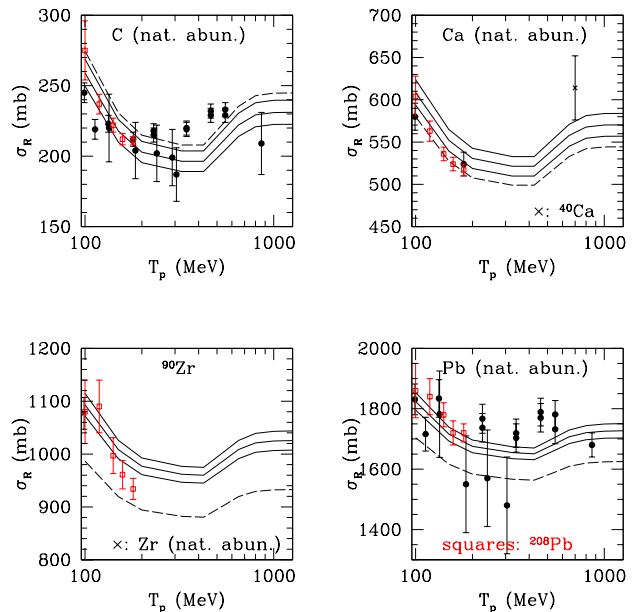 C (nat. abun.)
300
250
200
150
σR (mb)
100
1000
Tp (MeV)
Ca (nat. abun.)
700
650
600
550
500
450
σR (mb)
×: ⁴⁰Ca
100
1000
Tp (MeV)
⁹⁰Zr
1200
1100
1000
900
800
σR (mb)
×: Zr (nat. abun.)
100
1000
Tp (MeV)
Pb (nat. abun.)
2000
1800
1600
1400
σR (mb)
squares: ²⁰⁸Pb
100
1000
Tp (MeV)